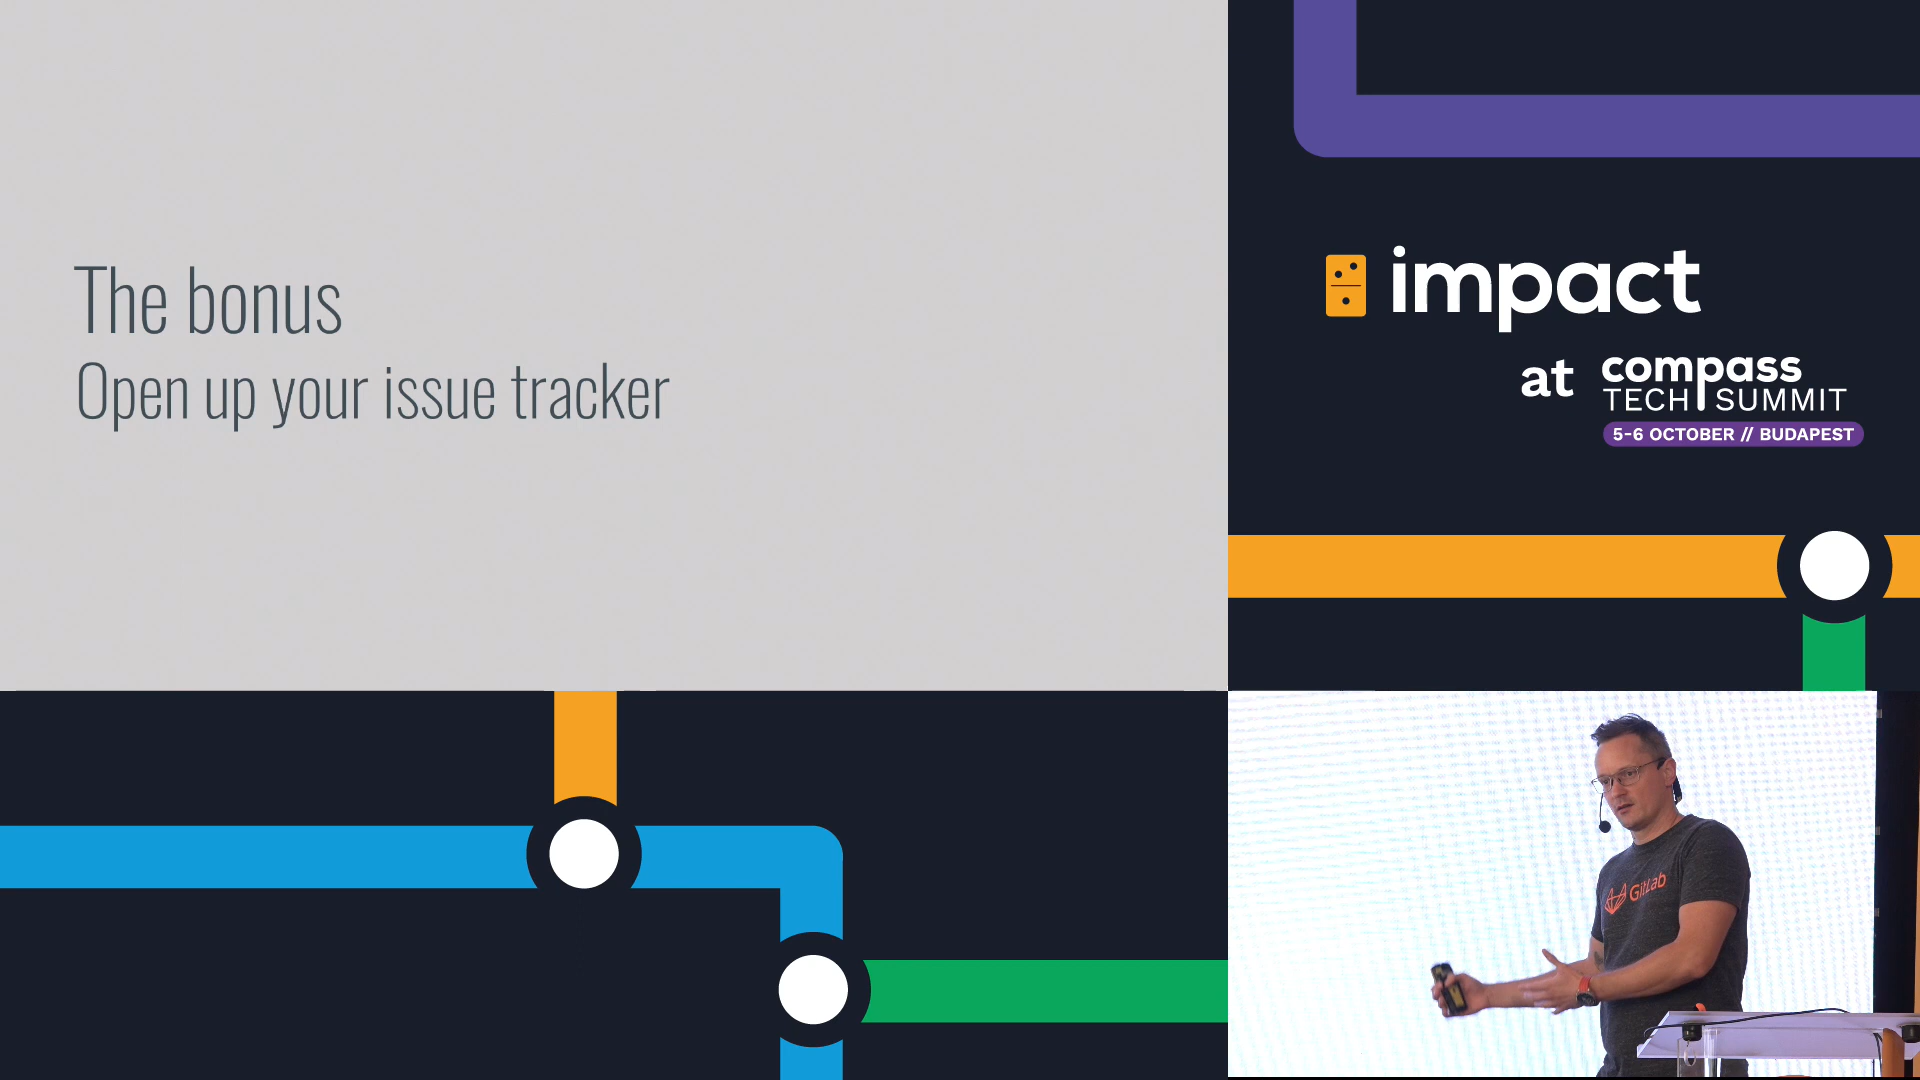 The bonus
Open up your issue tracker
impact
at compass
TECH SUMMIT
5-6 OCTOBER // BUDAPEST
GitLab